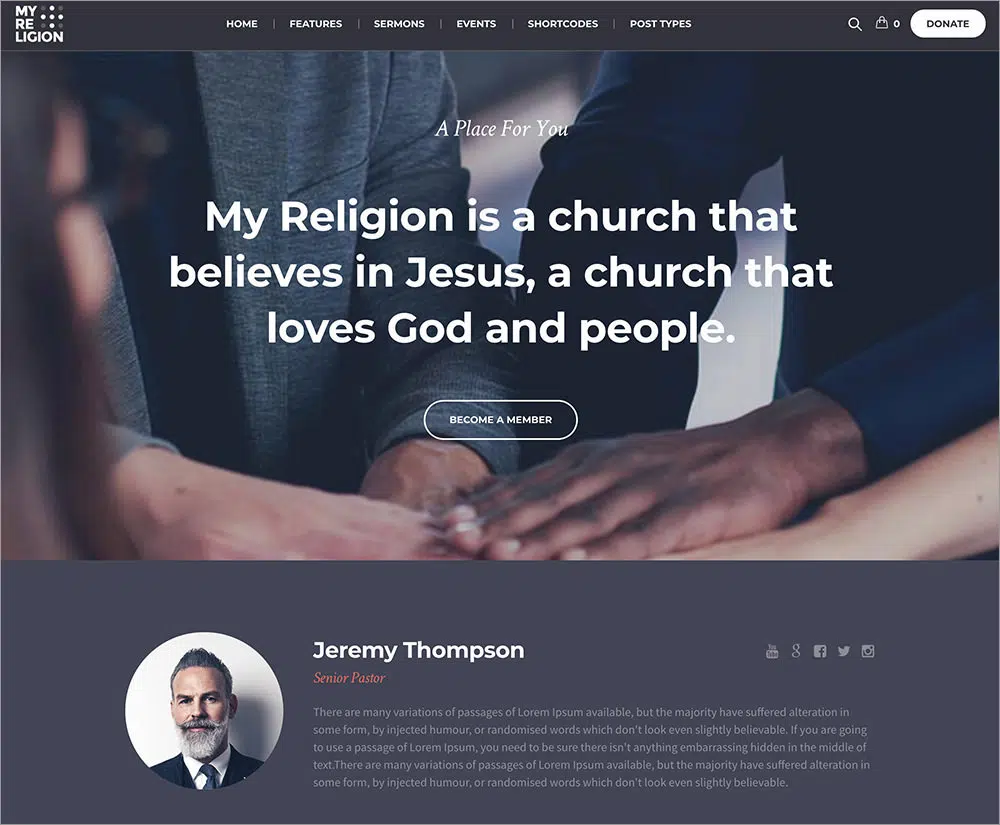 MY
RE
LIGION
HOME
FEATURES
SERMONS
EVENTS
SHORTCODES
POST TYPES
0
DONATE
A Place For You
My Religion is a church that
believes in Jesus, a church that
loves God and people.
BECOME A MEMBER
Jeremy Thompson
You
Tube
Senior Pastor
There are many variations of passages of Lorem Ipsum available, but the majority have suffered alteration in
some form, by injected humour, or randomised words which don't look even slightly believable. If you are going
to use a passage of Lorem Ipsum, you need to be sure there isn't anything embarrassing hidden in the middle of
text.There are many variations of passages of Lorem Ipsum available, but the majority have suffered alteration in
some form, by injected humour, or randomised words which don't look even slightly believable.